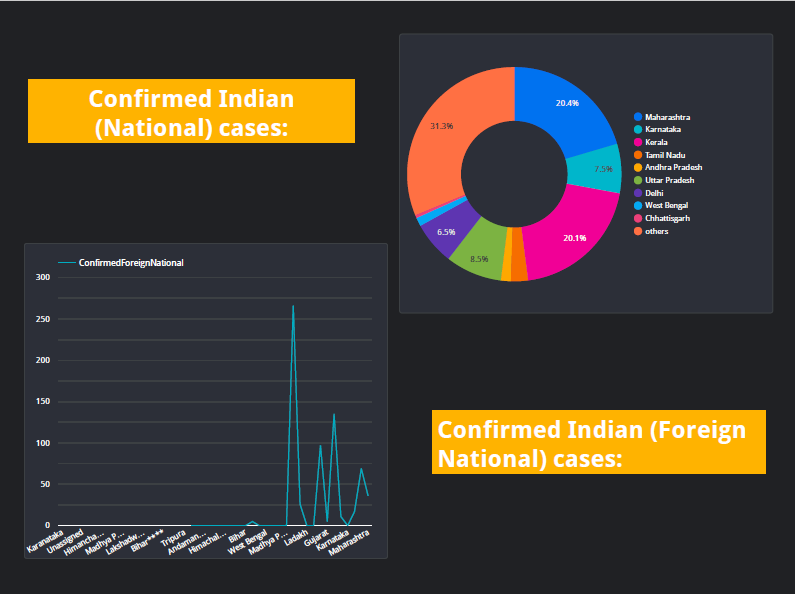 Confirmed Indian
(National) cases:
20.4%
7.5%
20.1%
8.5%
6.5%
31.3%
Maharashtra
Karnataka
Kerala
Tamil Nadu
Andhra Pradesh
Uttar Pradesh
Delhi
West Bengal
Chhattisgarh
others
ConfirmedForeignNational
300
250
200
150
100
50
0
Karanataka
Unassigned
Himancha...
Madhya P...
Lakshadw...
Bihar****
Tripura
Andaman...
Himachal...
Bihar
West Bengal
Madhya P...
Ladakh
Gujarat
Karnataka
Maharashtra
Confirmed Indian (Foreign
National) cases: